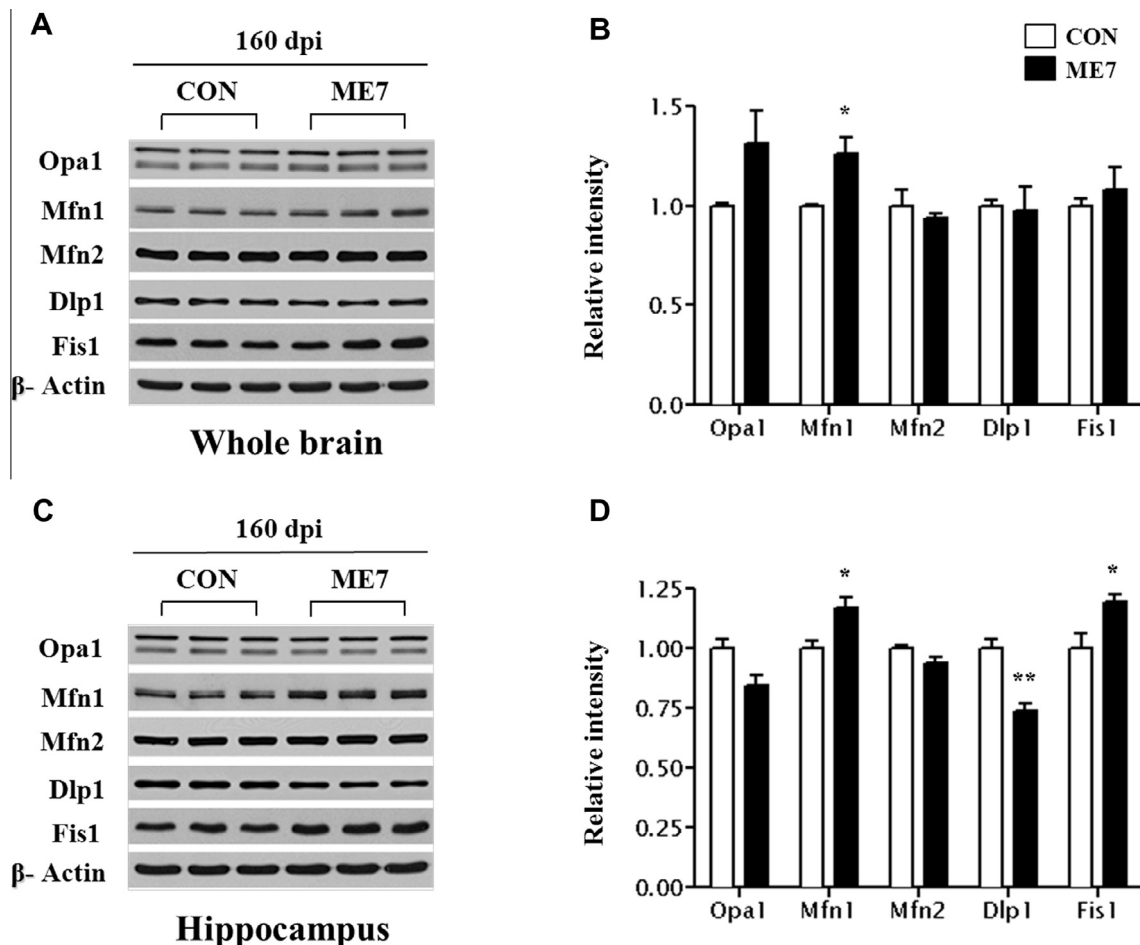 A
160 dpi
CON ME7
Opa1
Mfn1
Mfn2
Dlp1
Fis1
β- Actin
Whole brain
B
CON
ME7
Relative intensity
1.5
1.0
0.5
0.0
*
Opa1 Mfn1 Mfn2 Dlp1 Fis1
C
160 dpi
CON ME7
Opa1
Mfn1
Mfn2
Dlp1
Fis1
β- Actin
Hippocampus
D
Relative intensity
1.25
1.00
0.75
0.50
0.25
0.00
* ** *
Opa1 Mfn1 Mfn2 Dlp1 Fis1